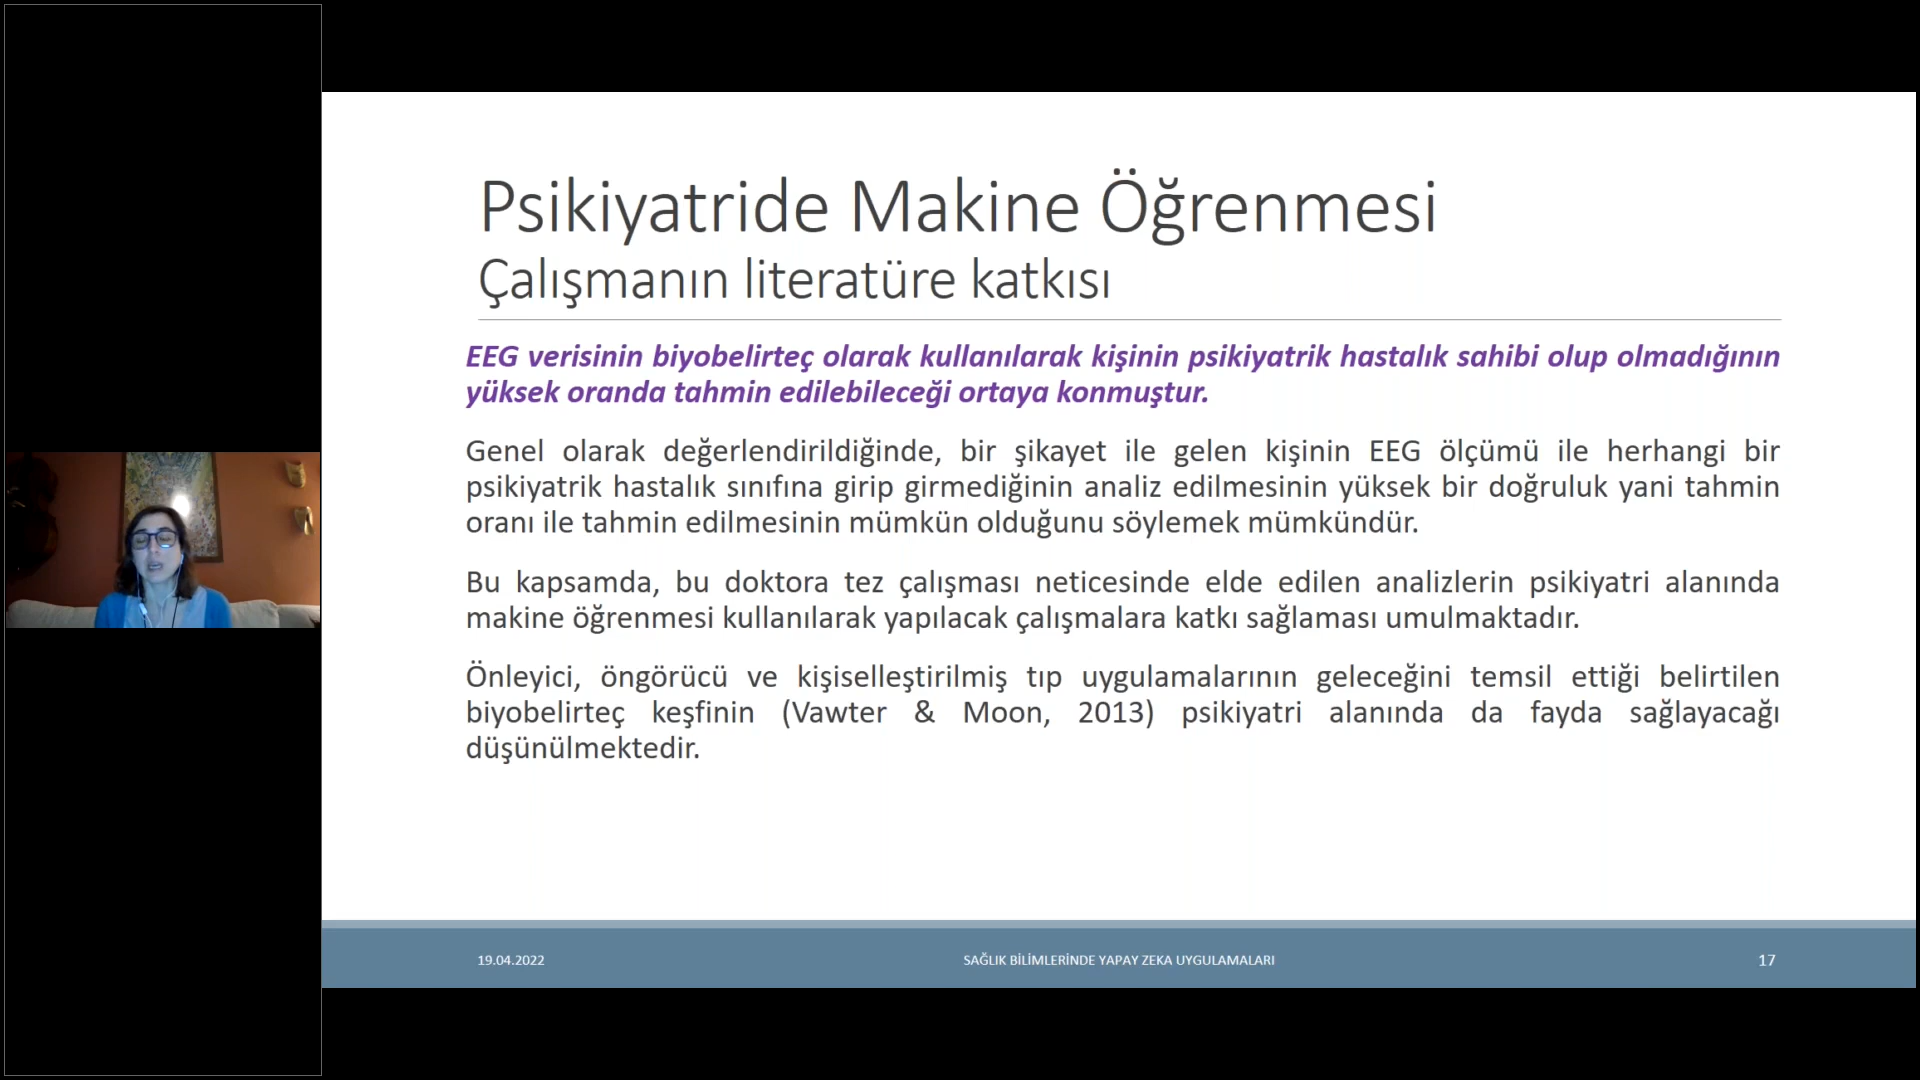 Psikiyatride Makine Öğrenmesi
Çalışmanın literatüre katkısı
EEG verisinin biyobelirteç olarak kullanılarak kişinin psikiyatrik hastalık sahibi olup olmadığının
yüksek oranda tahmin edilebileceği ortaya konmuştur.
Genel olarak değerlendirildiğinde, bir şikayet ile gelen kişinin EEG ölçümü ile herhangi bir
psikiyatrik hastalık sınıfına girip girmediğinin analiz edilmesinin yüksek bir doğruluk yani tahmin
oranı ile tahmin edilmesinin mümkün olduğunu söylemek mümkündür.
Bu kapsamda, bu doktora tez çalışması neticesinde elde edilen analizlerin psikiyatri alanında
makine öğrenmesi kullanılarak yapılacak çalışmalara katkı sağlaması umulmaktadır.
Önleyici, öngörücü ve kişiselleştirilmiş tıp uygulamalarının geleceğini temsil ettiği belirtilen
biyobelirteç keşfinin (Vawter & Moon, 2013) psikiyatri alanında da fayda sağlayacağı
düşünülmektedir.
19.04.2022
SAĞLIK BİLİMLERİNDE YAPAY ZEKA UYGULAMALARI
17